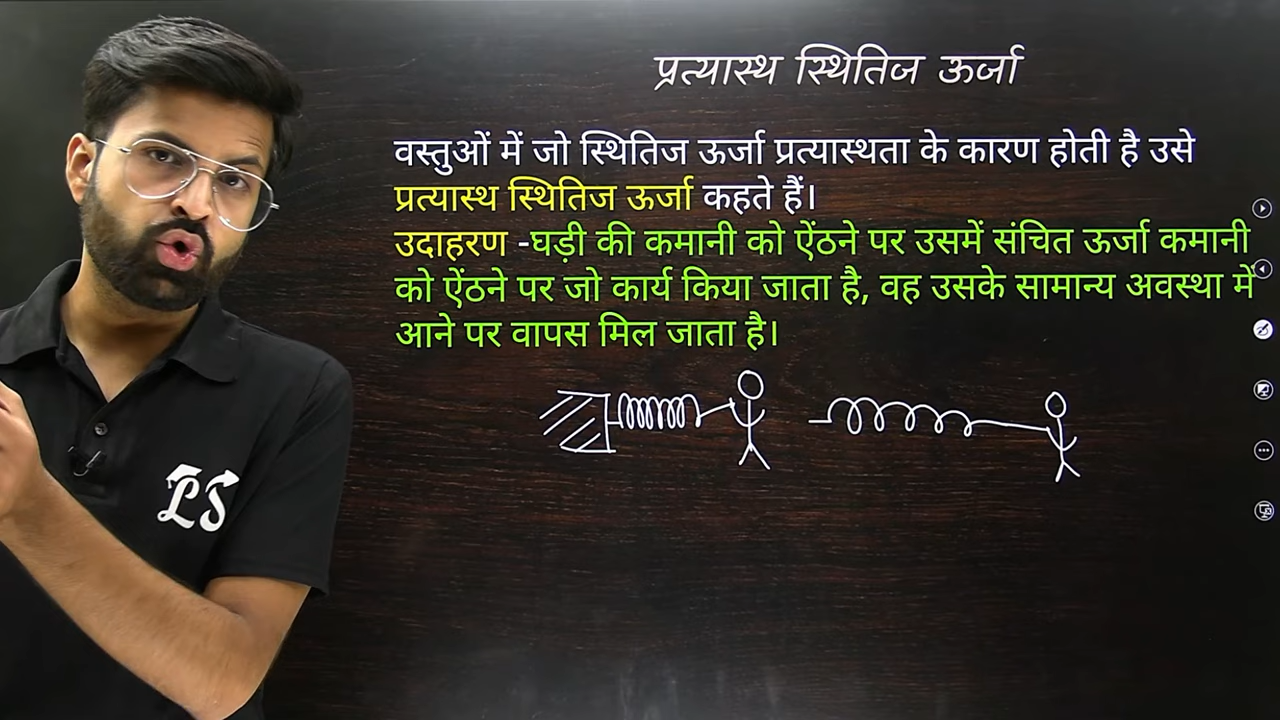 प्रत्यास्थ स्थितिज ऊर्जा
वस्तुओं में जो स्थितिज ऊर्जा प्रत्यास्थता के कारण होती है उसे
प्रत्यास्थ स्थितिज ऊर्जा कहते हैं।
उदाहरण -घड़ी की कमानी को ऐंठने पर उसमें संचित ऊर्जा कमानी
को ऐंठने पर जो कार्य किया जाता है, वह उसके सामान्य अवस्था में
आने पर वापस मिल जाता है।
LS